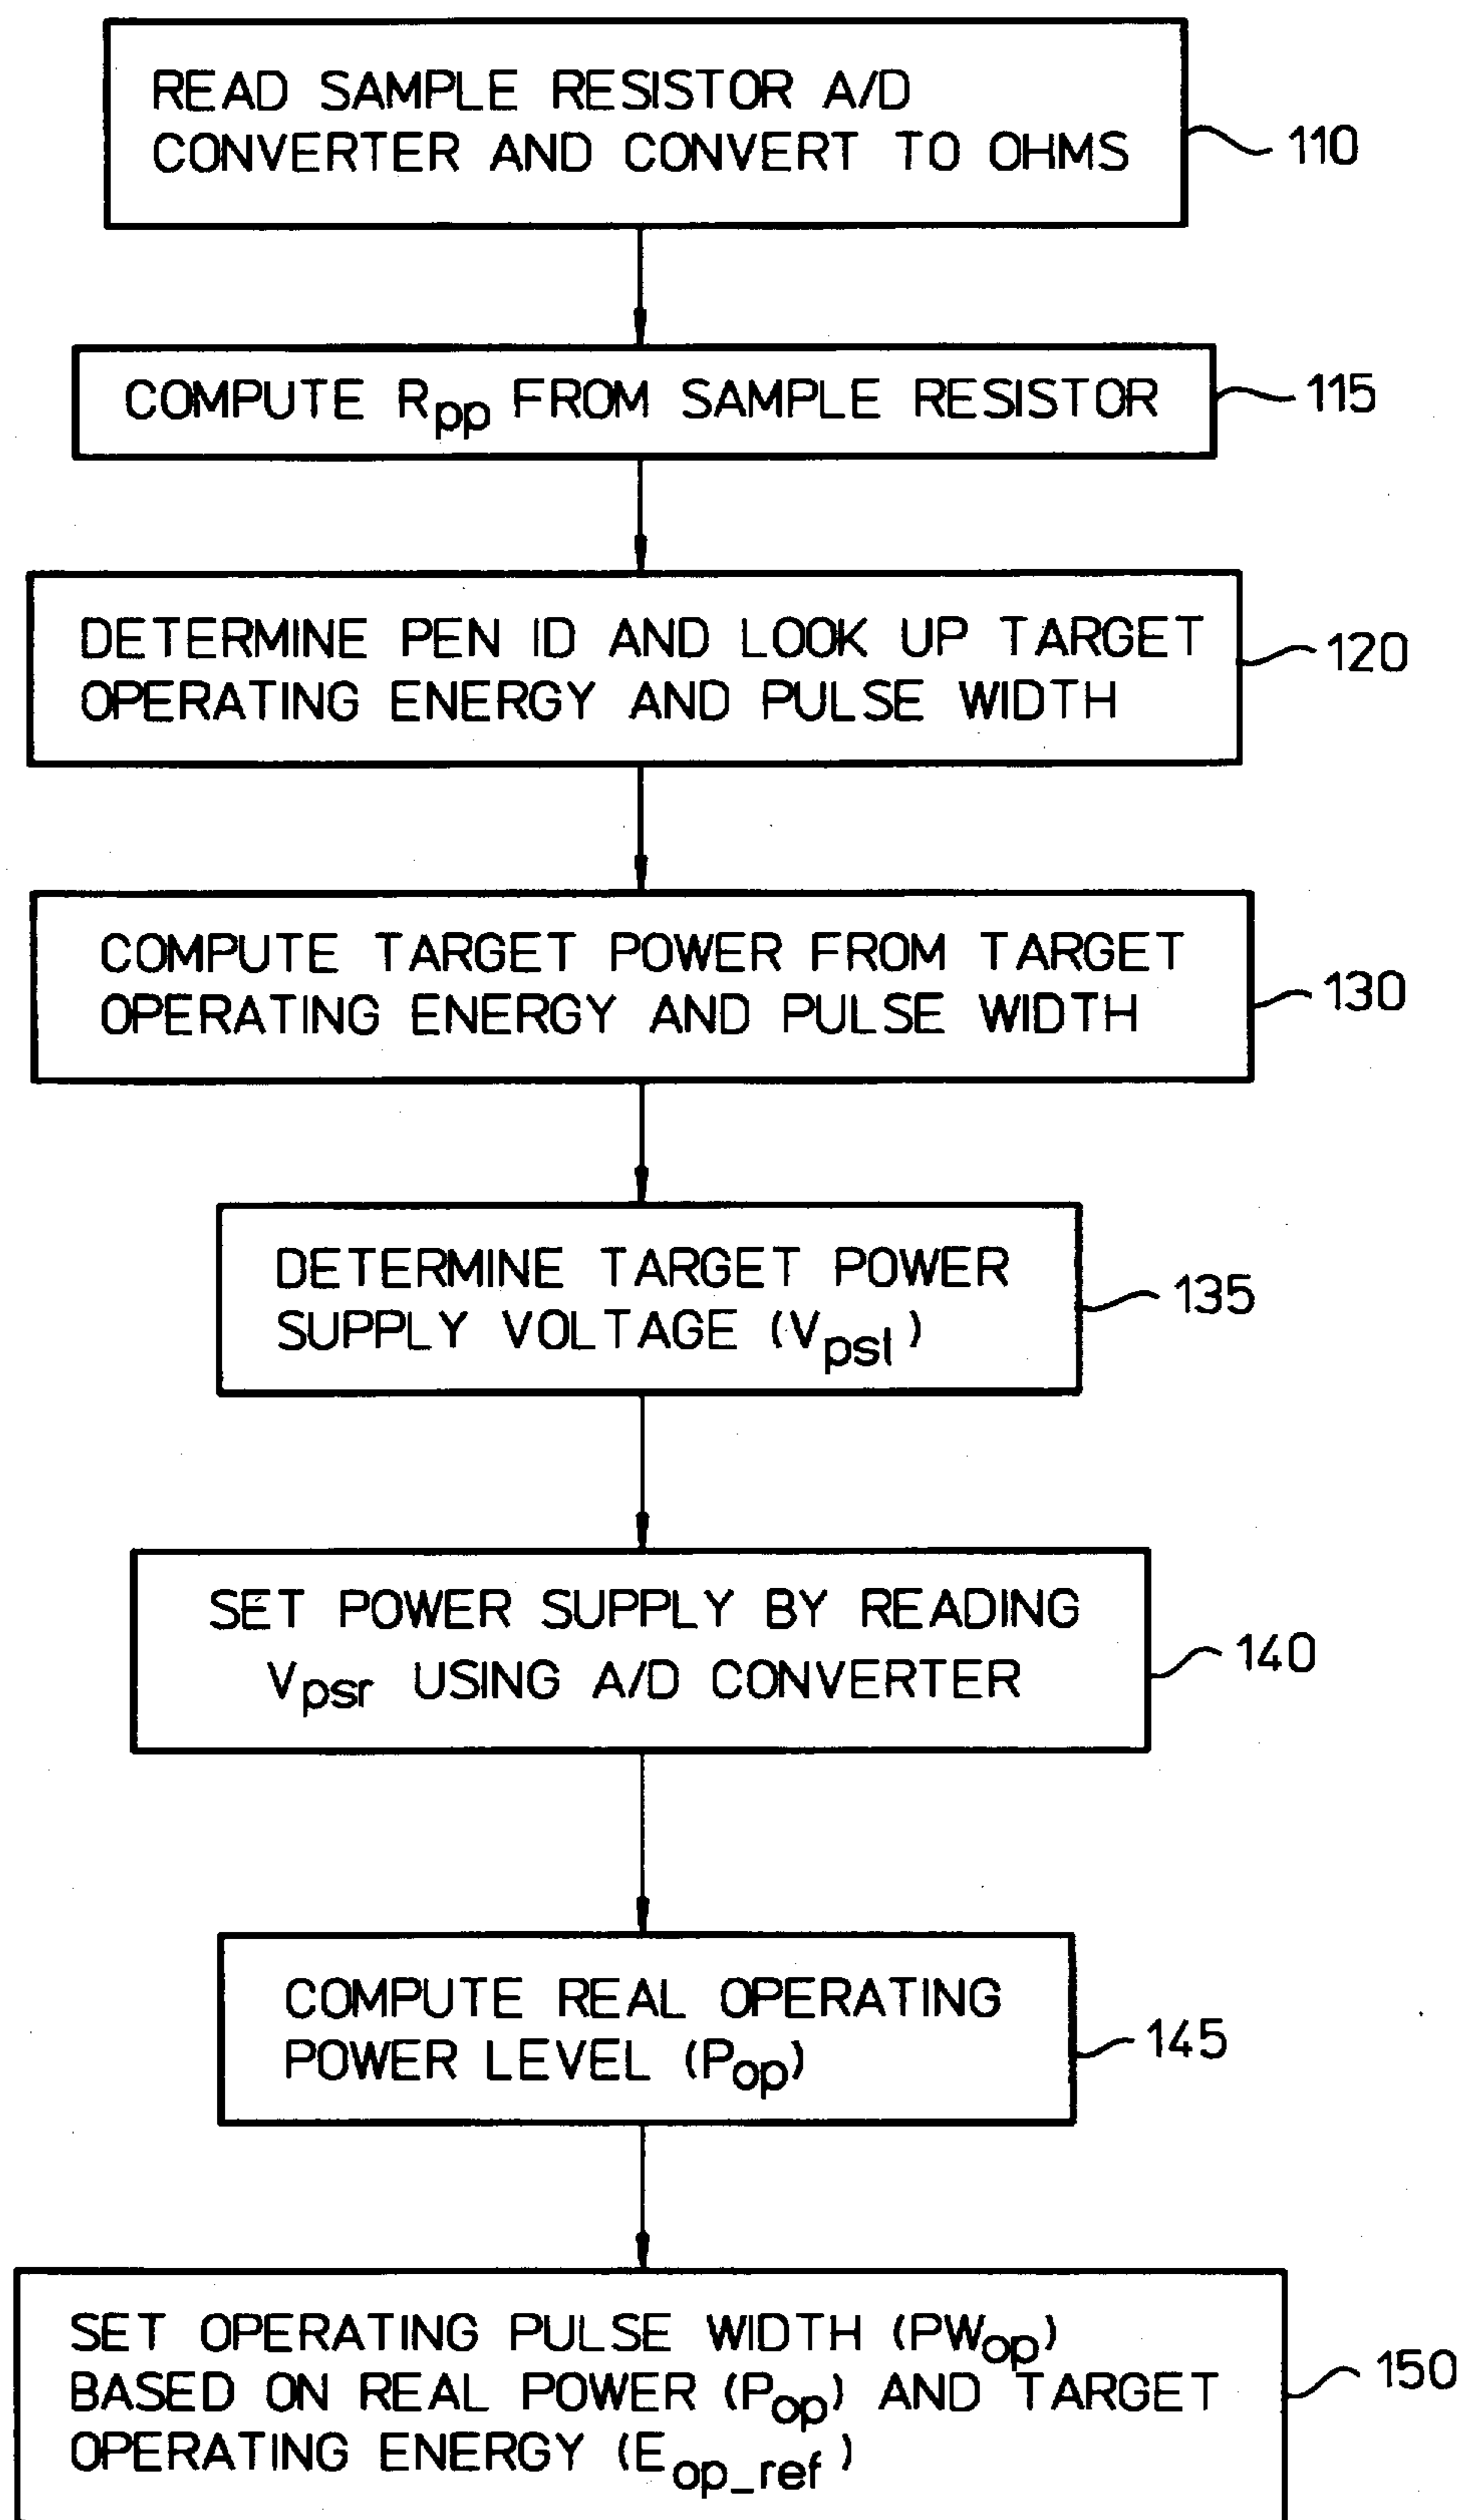 READ SAMPLE RESISTOR A/D
CONVERTER AND CONVERT TO OHMS
110
COMPUTE Rpp FROM SAMPLE RESISTOR
115
DETERMINE PEN ID AND LOOK UP TARGET
OPERATING ENERGY AND PULSE WIDTH
120
COMPUTE TARGET POWER FROM TARGET
OPERATING ENERGY AND PULSE WIDTH
130
DETERMINE TARGET POWER
SUPPLY VOLTAGE (Vpst)
135
SET POWER SUPPLY BY READING
Vpsr USING A/D CONVERTER
140
COMPUTE REAL OPERATING
POWER LEVEL (Pop)
145
SET OPERATING PULSE WIDTH (PWop)
BASED ON REAL POWER (Pop) AND TARGET
OPERATING ENERGY (Eop_ref)
150